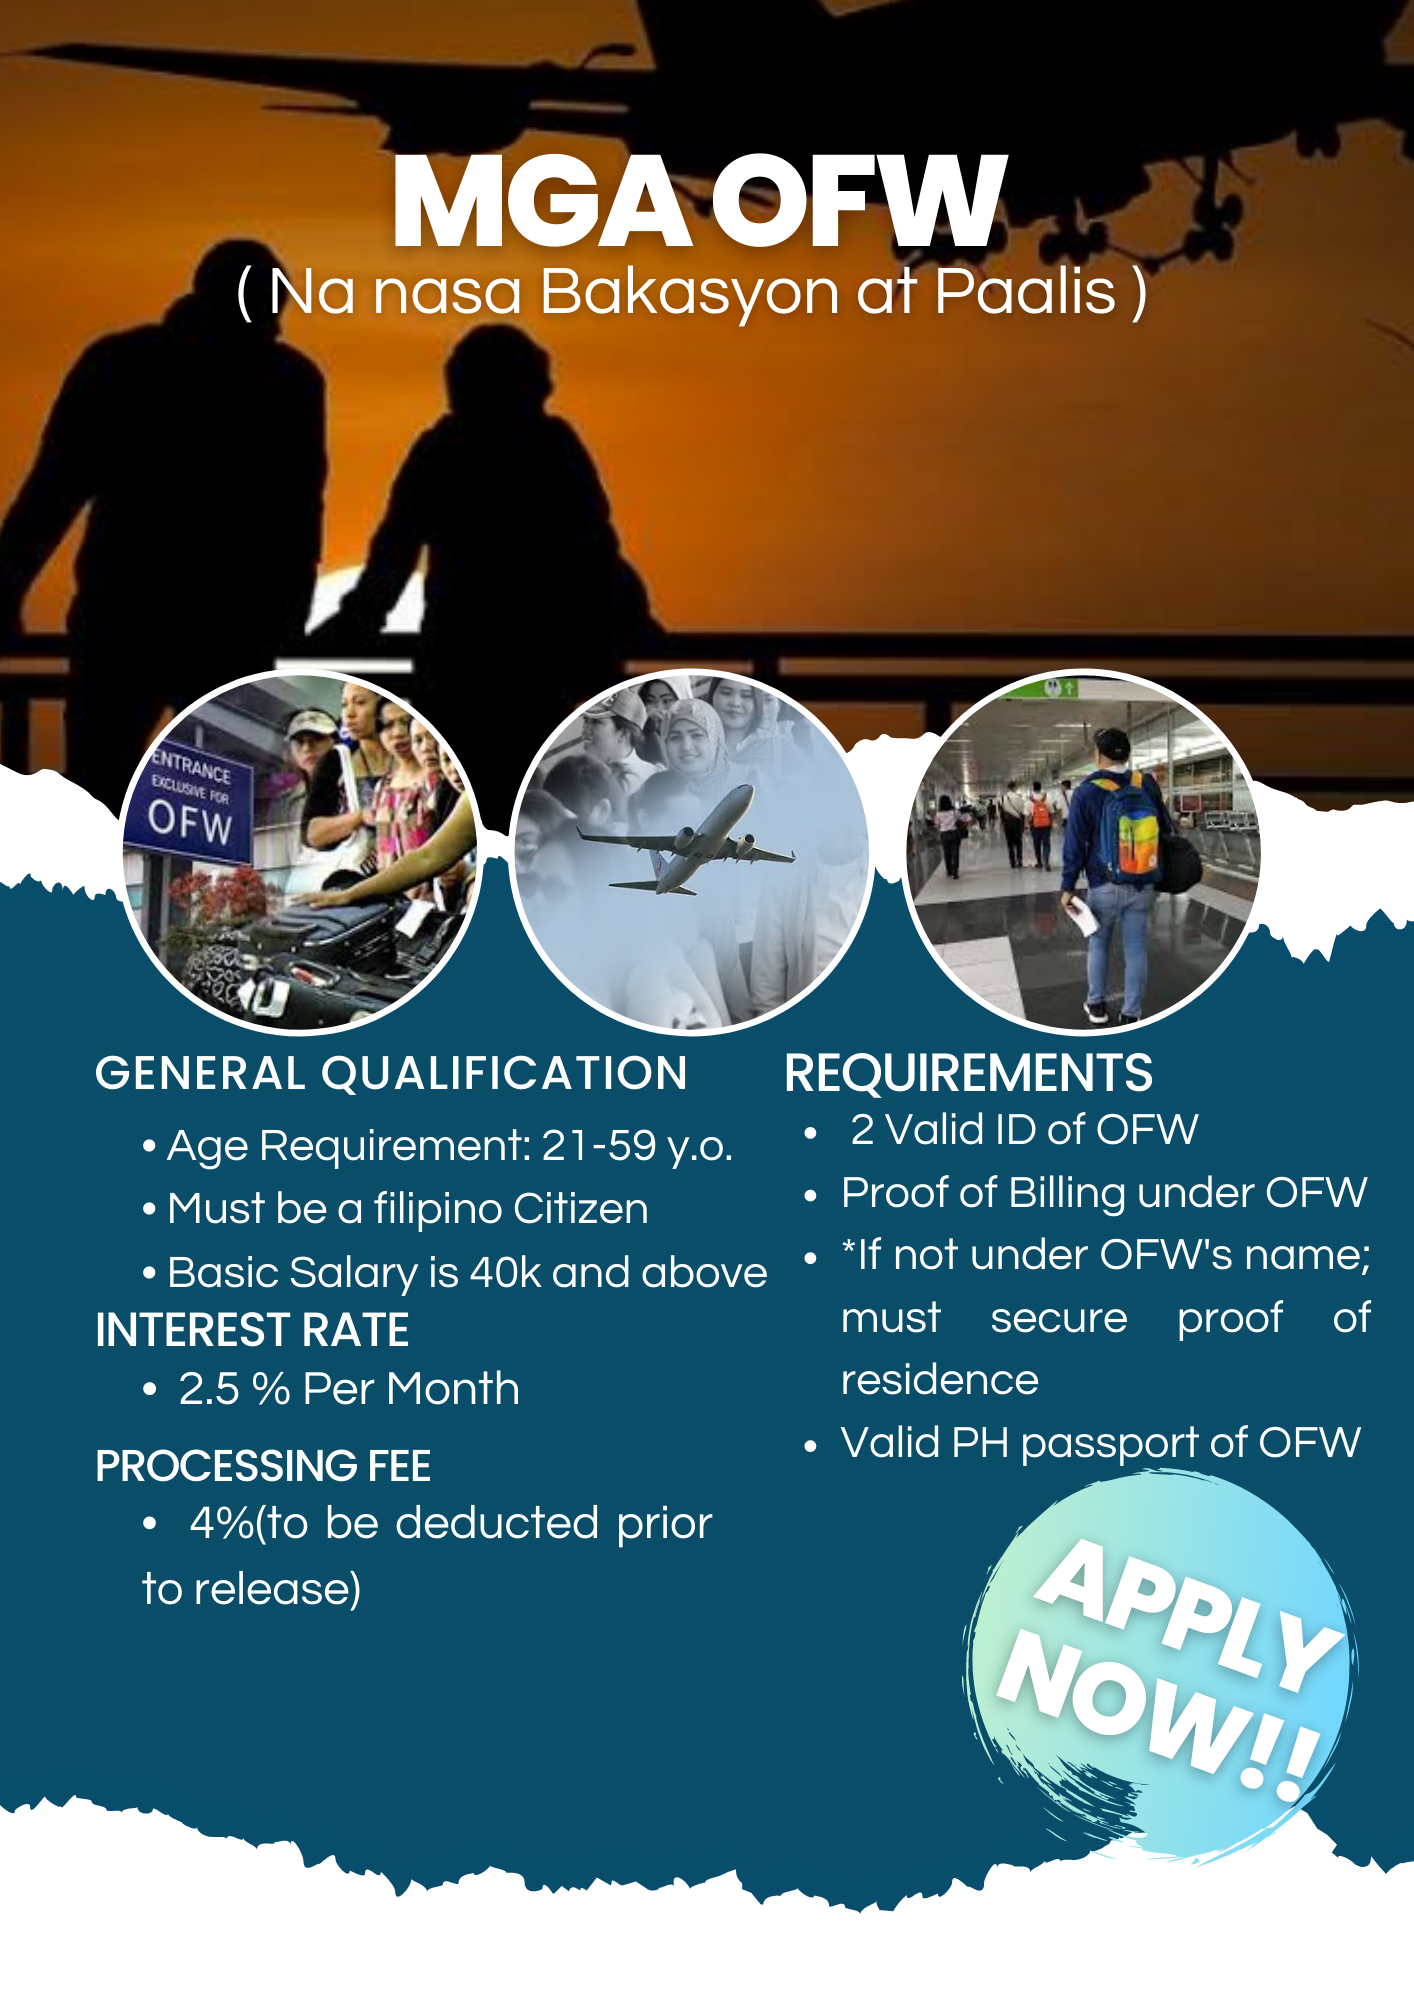 MGA OFW
( Na nasa Bakasyon at Paalis )
ENTRANCE
EXCLUSIVE FOR
OFW
GENERAL QUALIFICATION
• Age Requirement: 21-59 y.o.
• Must be a filipino Citizen
• Basic Salary is 40k and above
INTEREST RATE
• 2.5 % Per Month
PROCESSING FEE
• 4%(to be deducted prior
to release)
REQUIREMENTS
• 2 Valid ID of OFW
• Proof of Billing under OFW
• *If not under OFW's name;
must secure proof of
residence
• Valid PH passport of OFW
APPLY
NOW!!